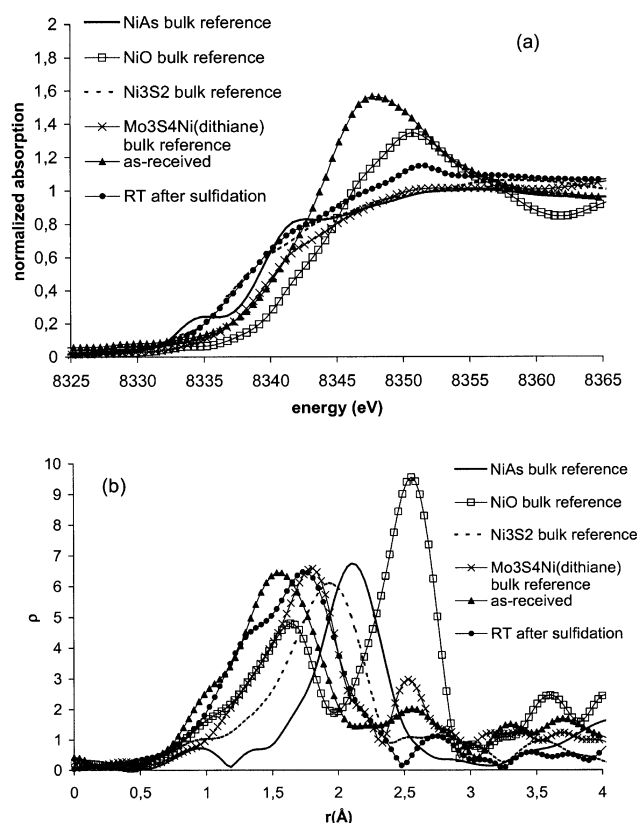 (a)
NiAs bulk reference
NiO bulk reference
Ni3S2 bulk reference
Mo3S4Ni(dithiane)
bulk reference
as-received
RT after sulfidation
normalized absorption
2
1,8
1,6
1,4
1,2
1
0,8
0,6
0,4
0,2
0
8325 8330 8335 8340 8345 8350 8355 8360 8365
energy (eV)
(b)
NiAs bulk reference
NiO bulk reference
Ni3S2 bulk reference
Mo3S4Ni(dithiane)
bulk reference
as-received
RT after sulfidation
ρ
10
9
8
7
6
5
4
3
2
1
0
0 0,5 1 1,5 2 2,5 3 3,5 4
r(Å)